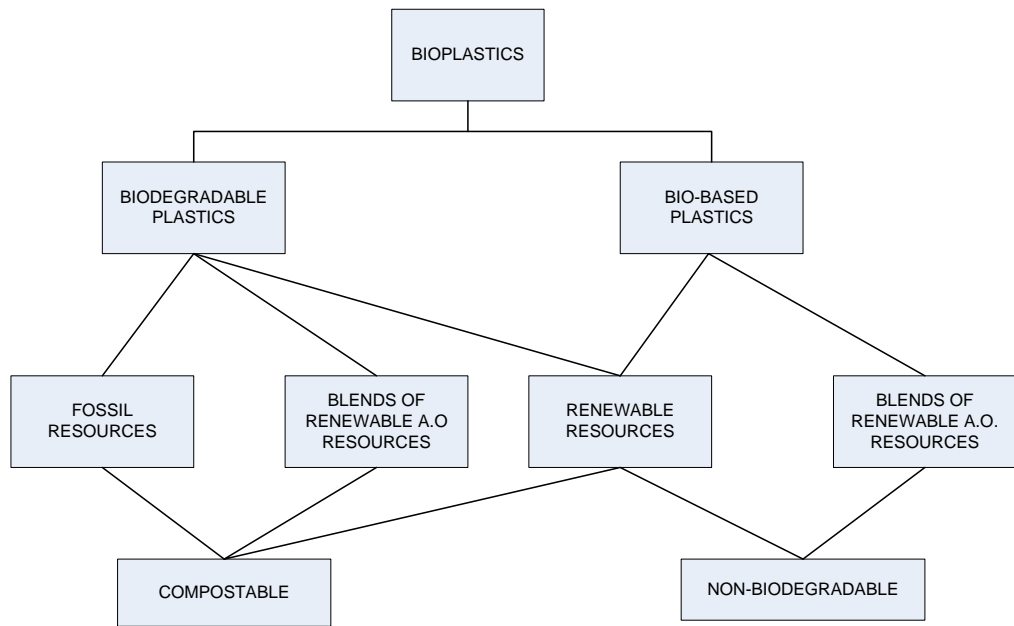 BIOPLASTICS
BIODEGRADABLE
PLASTICS
BIO-BASED
PLASTICS
FOSSIL
RESOURCES
BLENDS OF
RENEWABLE A.O
RESOURCES
RENEWABLE
RESOURCES
BLENDS OF
RENEWABLE A.O.
RESOURCES
COMPOSTABLE
NON-BIODEGRADABLE